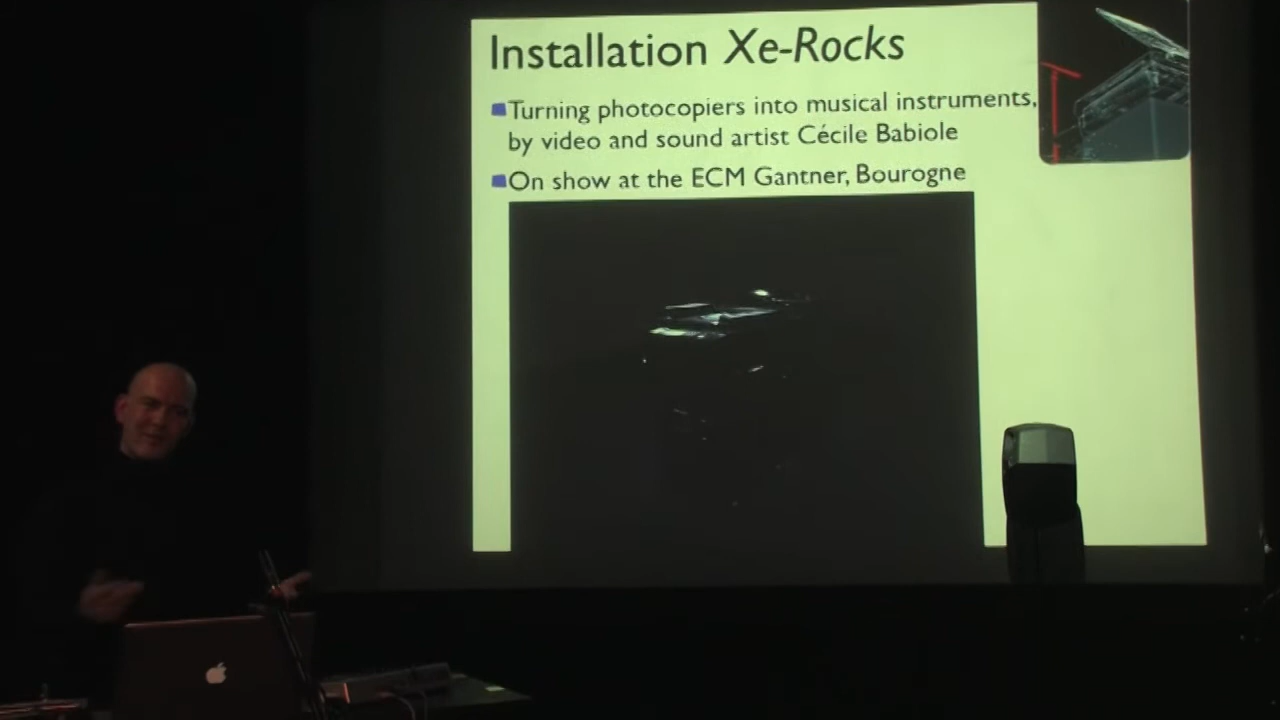 Installation Xe-Rocks
Turning photocopiers into musical instruments,
by video and sound artist Cécile Babiole
On show at the ECM Gantner, Bourogne